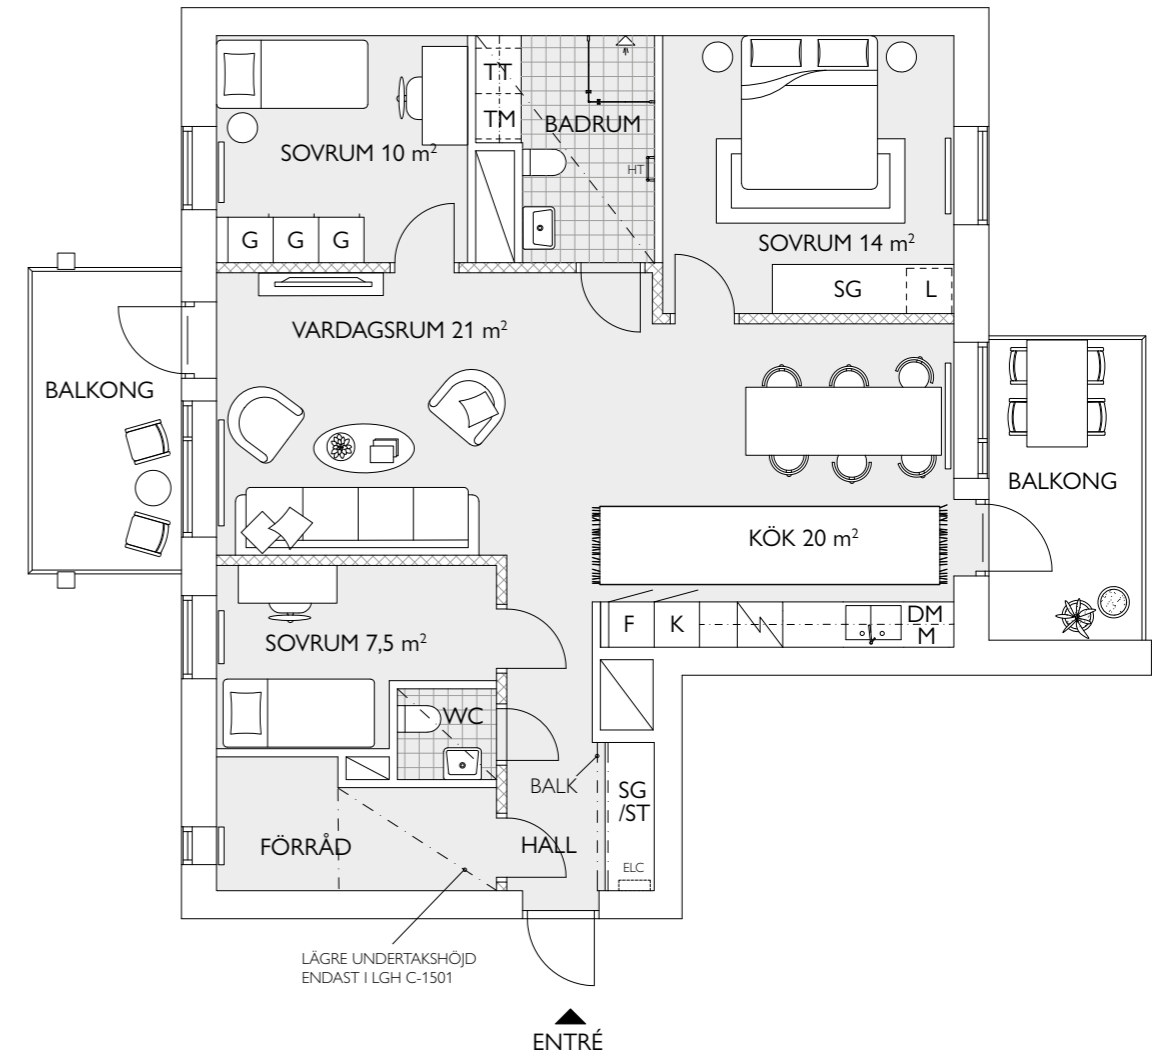 TT
TM
BADRUM
HT
SOVRUM 10 m²
G G G
SOVRUM 14 m²
SG L
VARDAGSRUM 21 m²
BALKONG
BALKONG
KÖK 20 m²
F K
DM
M
SOVRUM 7,5 m²
WC
BALK
SG
/ST
FÖRRÅD
HALL
ELC
LÄGRE UNDERTAKSHÖJD
ENDAST I LGH C-1501
ENTRÉ